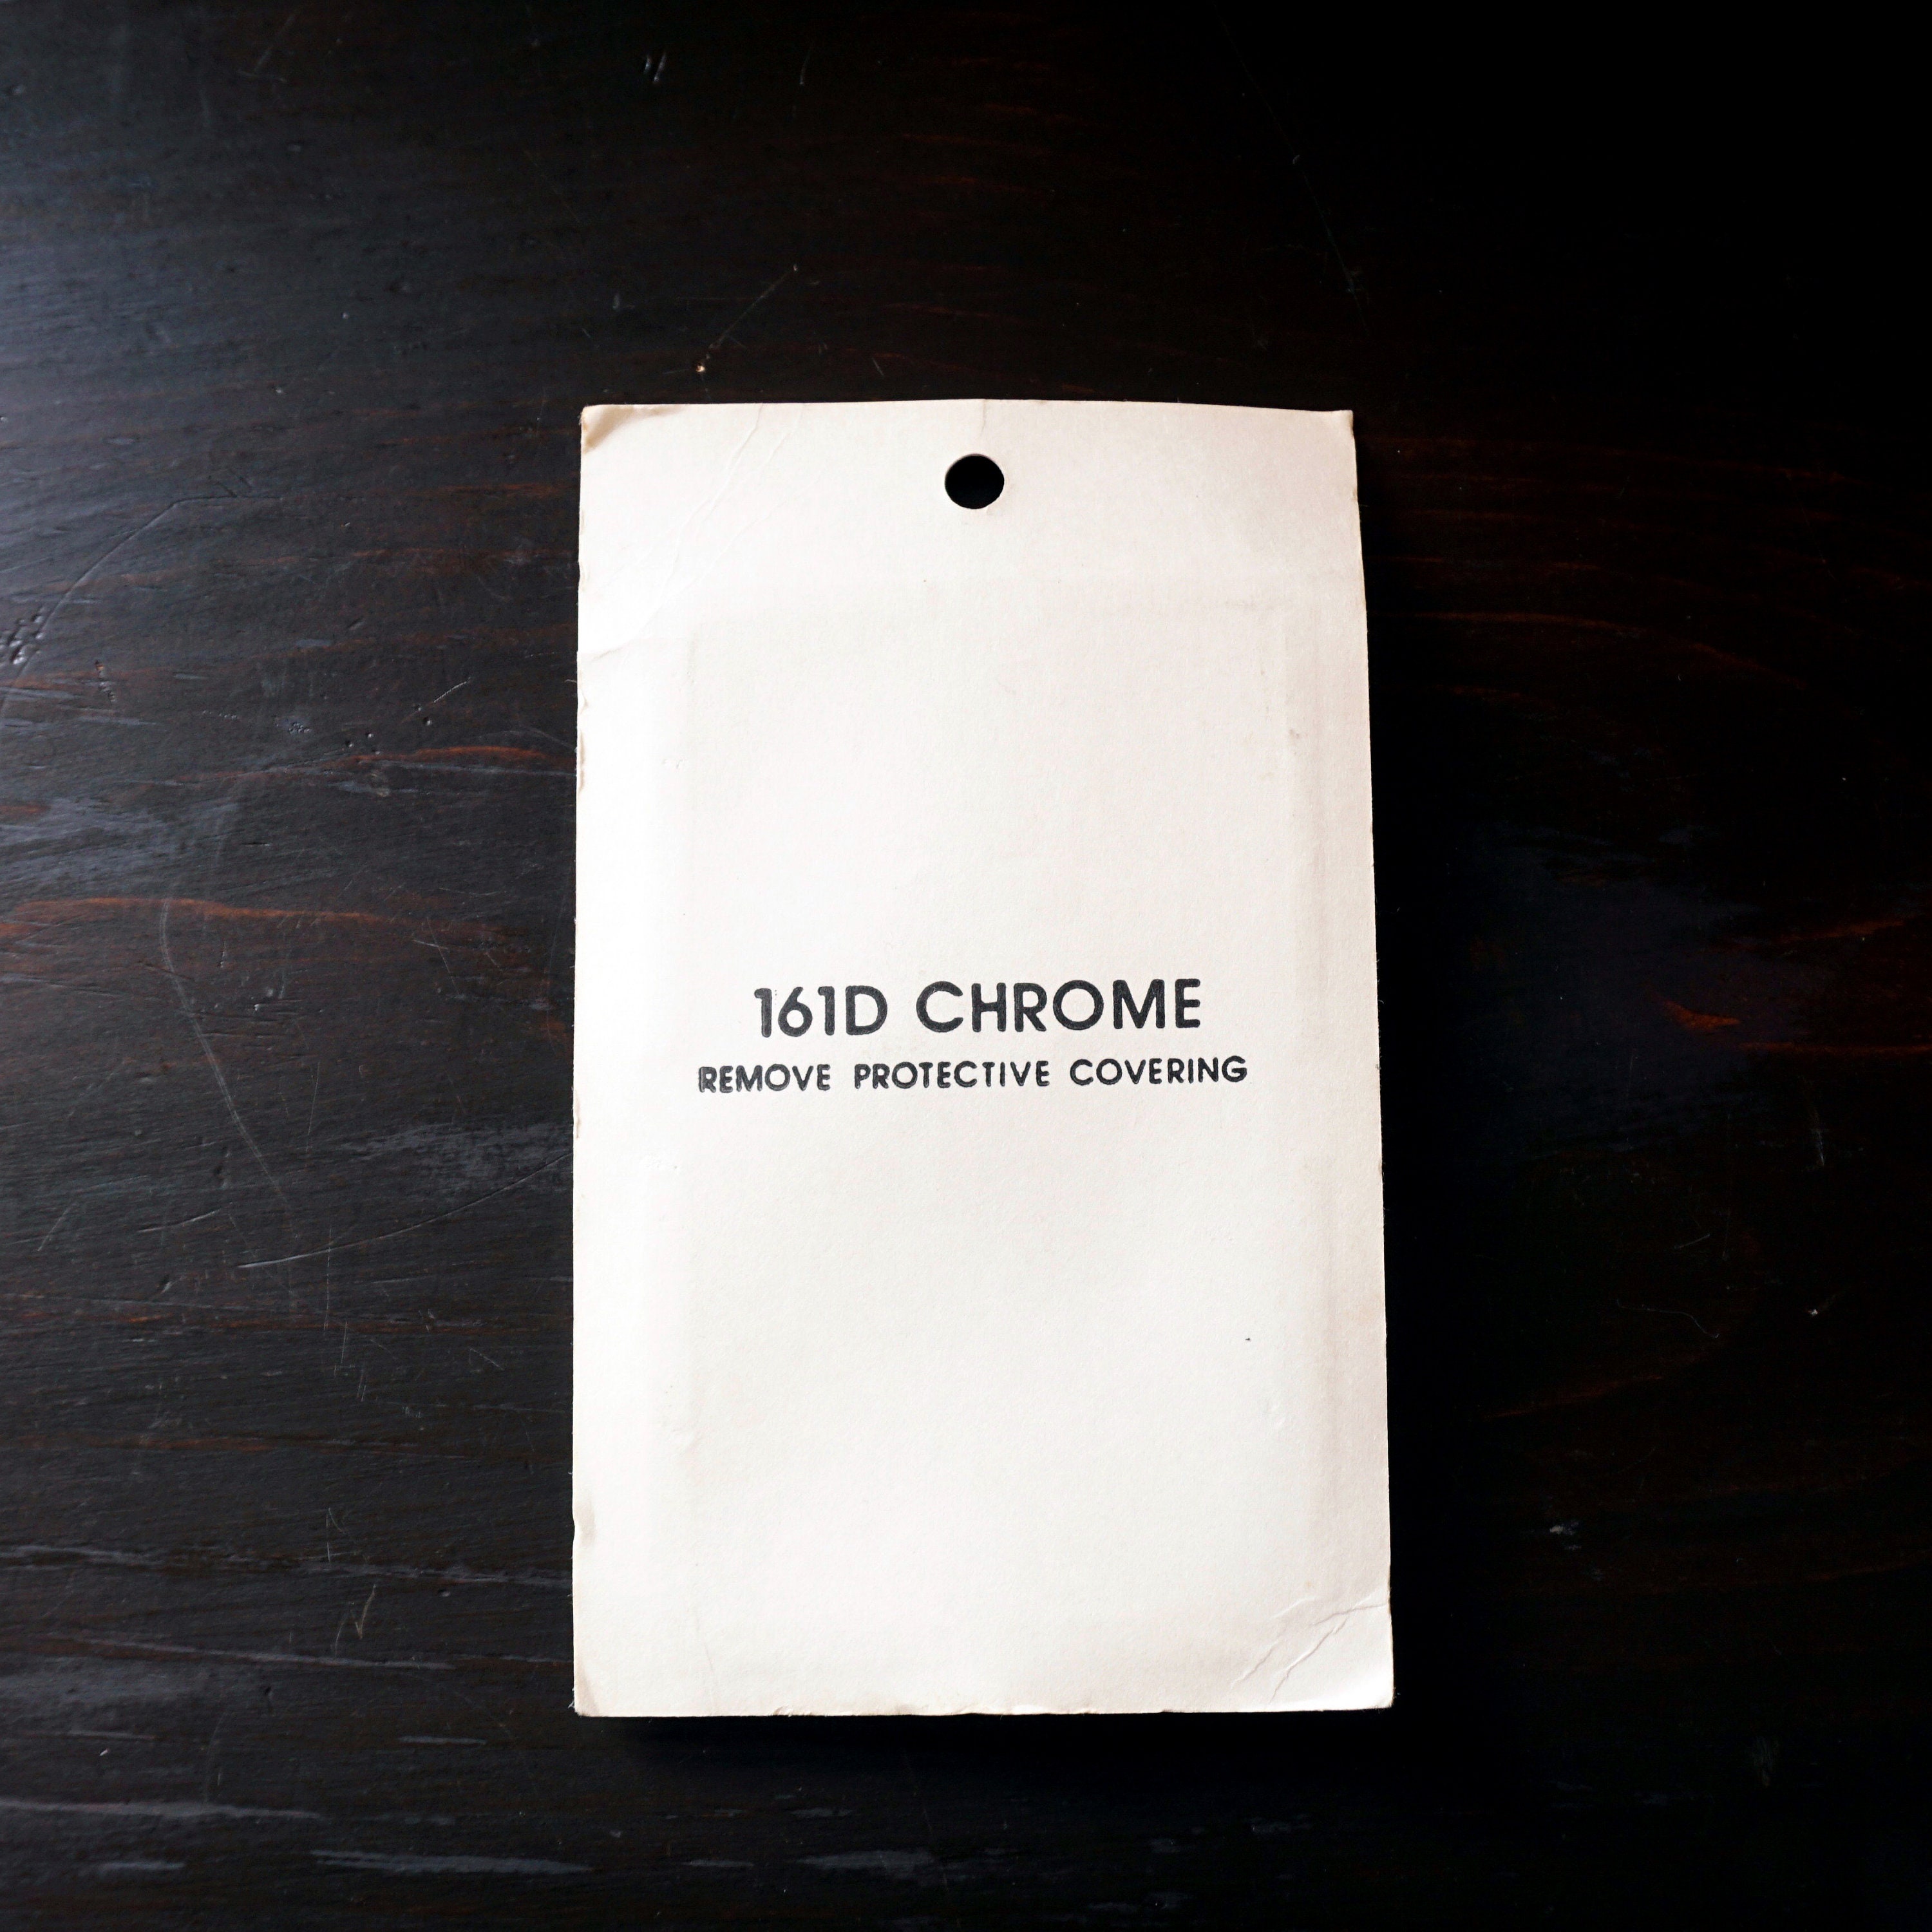 161D CHROME
REMOVE PROTECTIVE COVERING